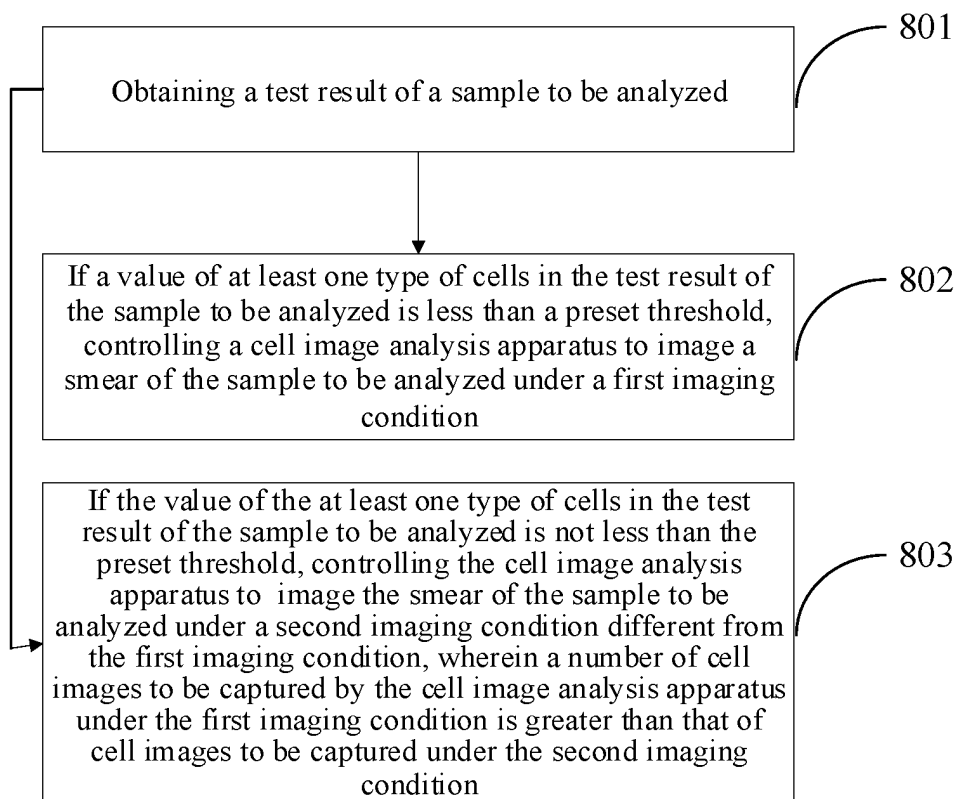 801
Obtaining a test result of a sample to be analyzed
802
If a value of at least one type of cells in the test result of
the sample to be analyzed is less than a preset threshold,
controlling a cell image analysis apparatus to image a
smear of the sample to be analyzed under a first imaging
condition
803
If the value of the at least one type of cells in the test
result of the sample to be analyzed is not less than the
preset threshold, controlling the cell image analysis
apparatus to image the smear of the sample to be
analyzed under a second imaging condition different from
the first imaging condition, wherein a number of cell
images to be captured by the cell image analysis apparatus
under the first imaging condition is greater than that of
cell images to be captured under the second imaging
condition